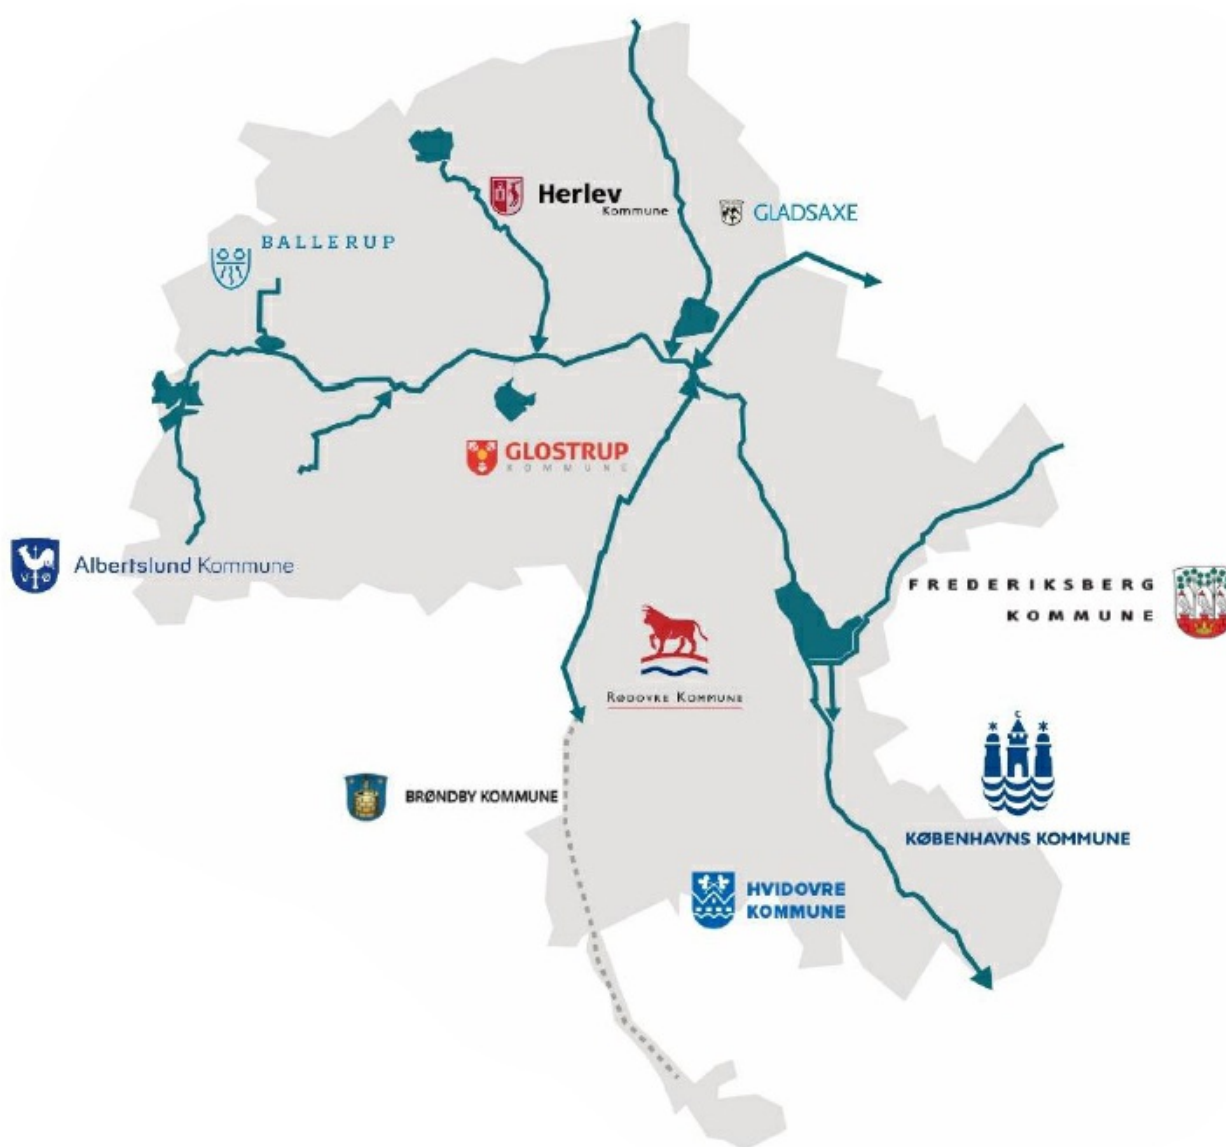 Herlev
Kommune
GLADSAXE
BALLERUP
GLOSTRUP
KOMMUNE
Albertslund Kommune
FREDERIKSBERG
KOMMUNE
RØDOVRE KOMMUNE
BRØNDBY KOMMUNE
KØBENHAVNS KOMMUNE
HVIDOVRE
KOMMUNE